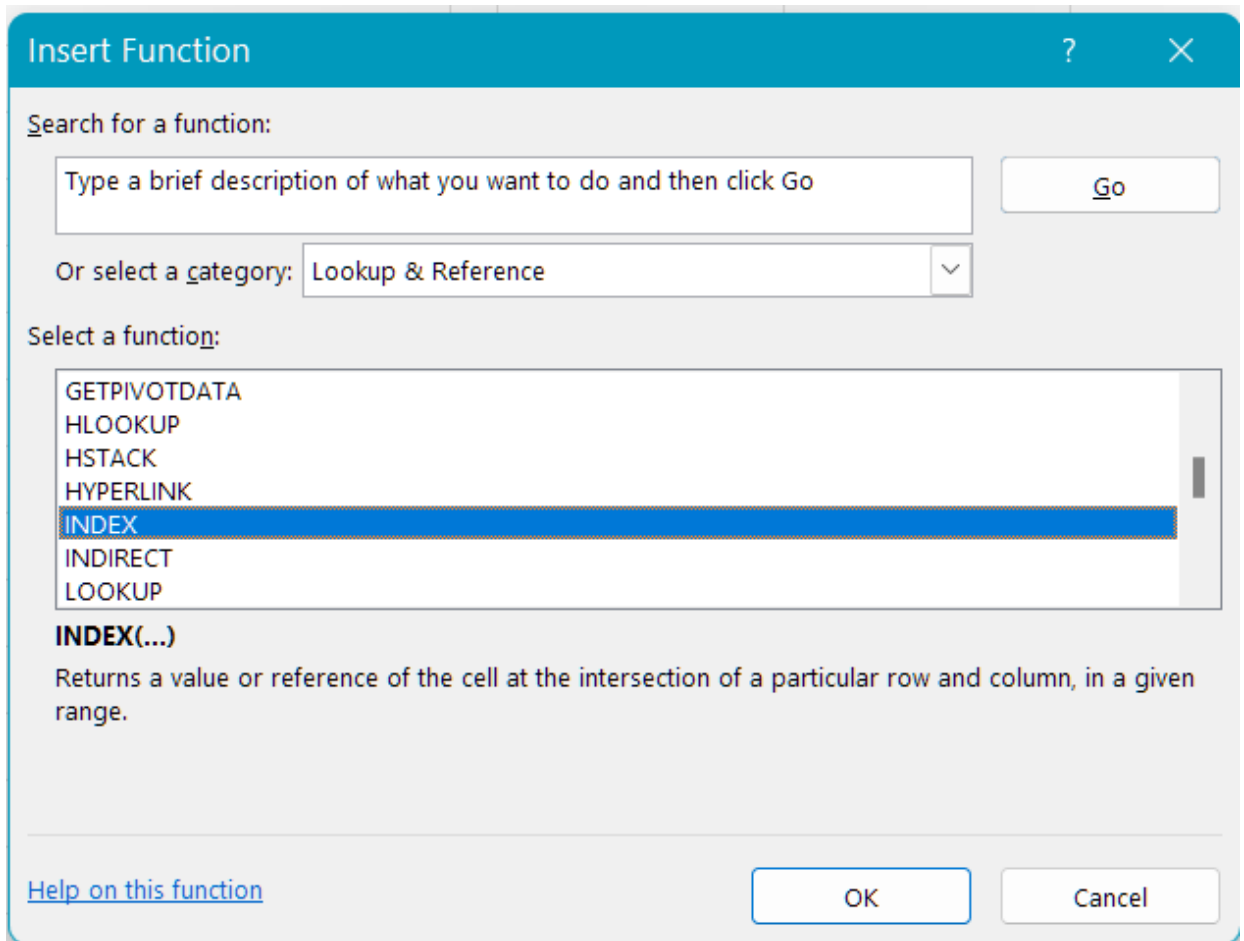 Insert Function ?
Search for a function:
Type a brief description of what you want to do and then click Go
Go
Or select a category: Lookup & Reference
Select a function:
GETPIVOTDATA
HLOOKUP
HSTACK
HYPERLINK
INDEX
INDIRECT
LOOKUP
INDEX(...)
Returns a value or reference of the cell at the intersection of a particular row and column, in a given
range.
Help on this function
OK
Cancel